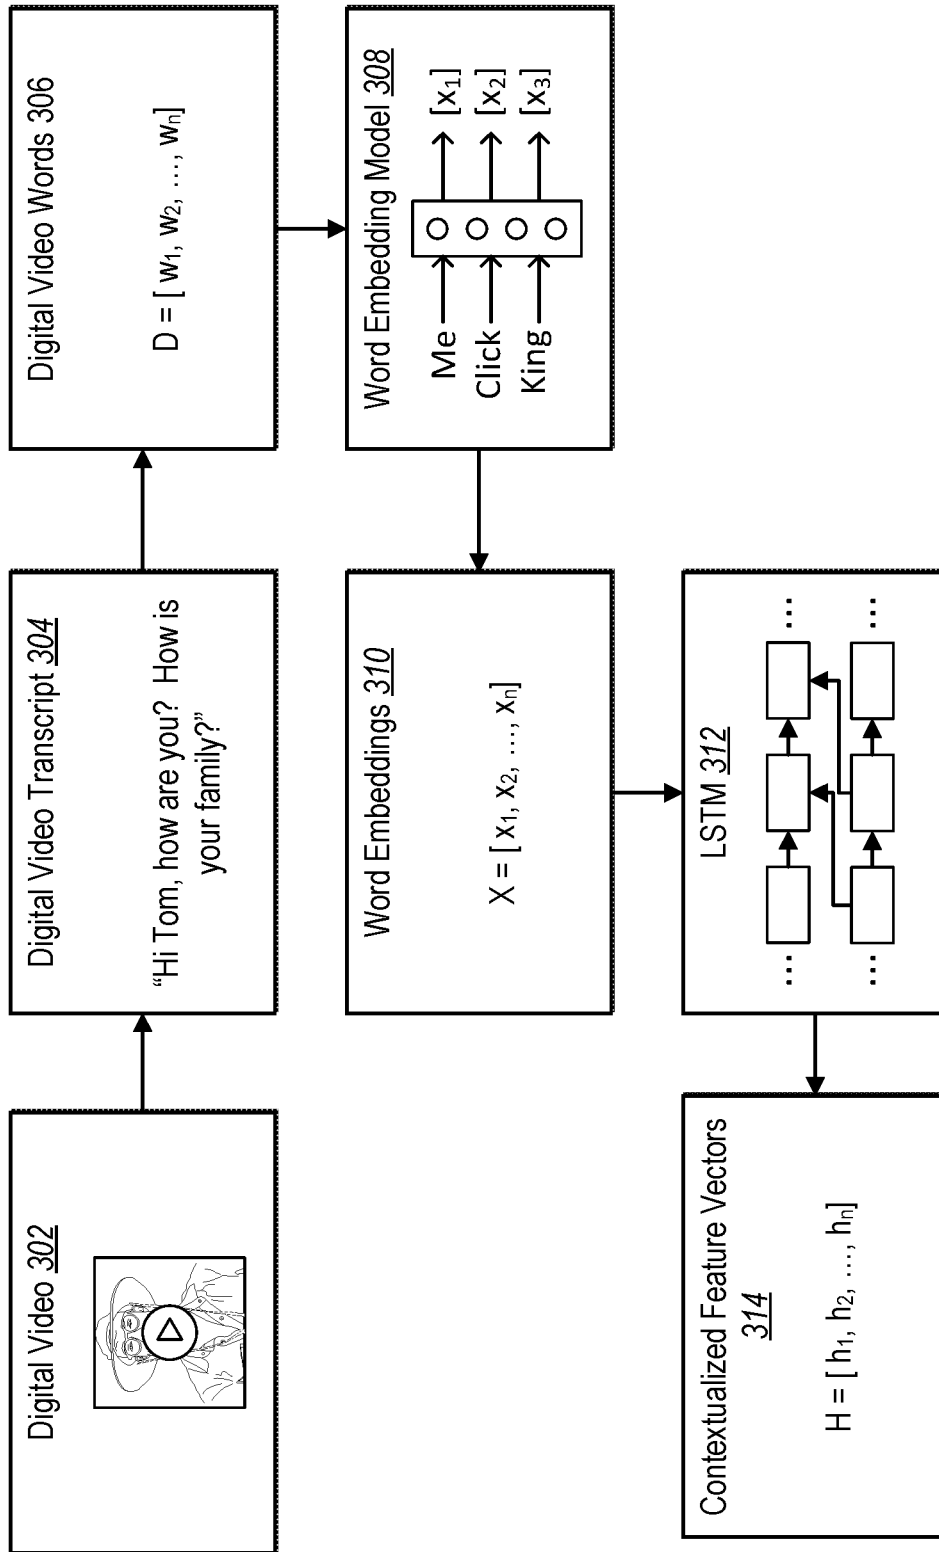 Digital Video 302
Digital Video Transcript 304
“Hi Tom, how are you?  How is
your family?”
Digital Video Words 306
D = [ w₁, w₂, …, wₙ]
Word Embedding Model 308
Me [x₁]
Click [x₂]
King [x₃]
Word Embeddings 310
X = [ x₁, x₂, …, xₙ]
LSTM 312
... ...
... ...
Contextualized Feature Vectors
314
H = [ h₁, h₂, …, hₙ]